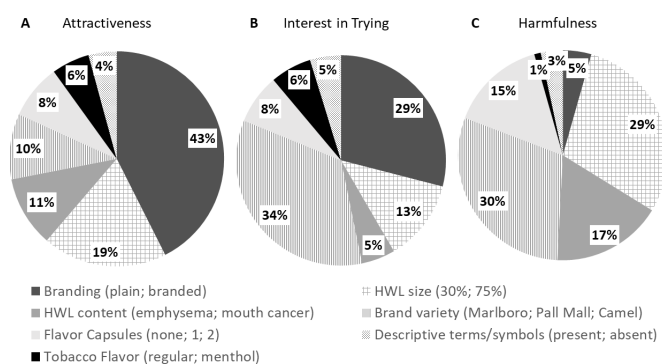 A Attractiveness B Interest in Trying C Harmfulness
4% 6% 8% 10% 11% 19% 43%
5% 6% 8% 34% 5% 13% 29%
3% 1% 15% 30% 17% 29% 5%
Branding (plain; branded) HWL size (30%; 75%)
HWL content (emphysema; mouth cancer) Brand variety (Marlboro; Pall Mall; Camel)
Flavor Capsules (none; 1; 2) Descriptive terms/symbols (present; absent)
Tobacco Flavor (regular; menthol)